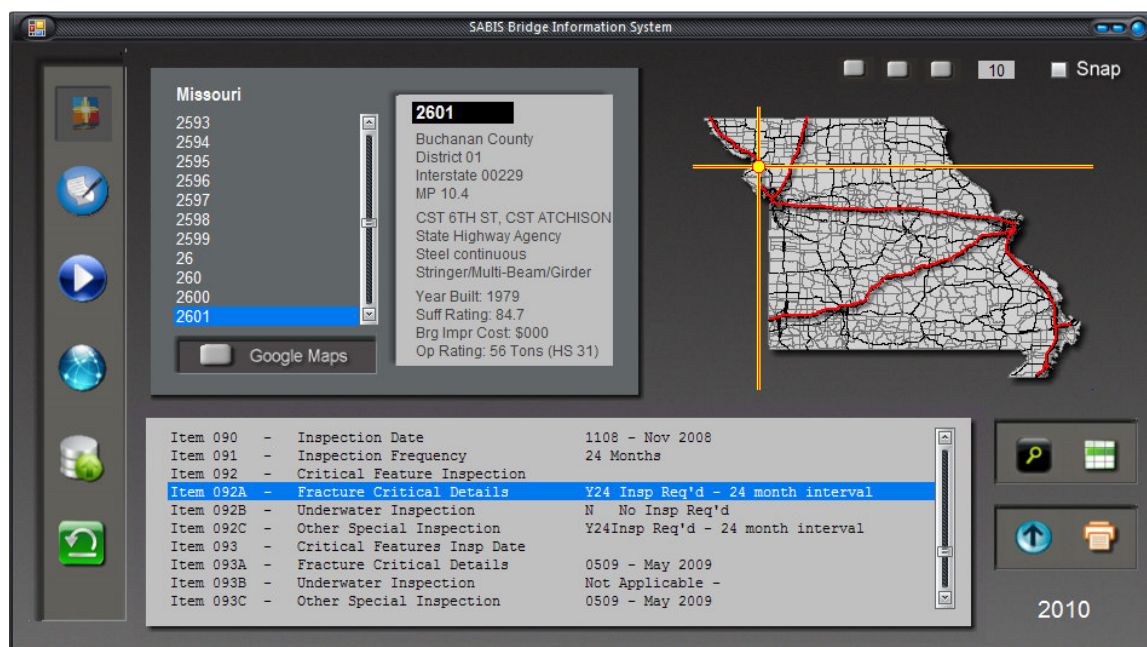 SABIS Bridge Information System
10
Snap
Missouri
2593
2594
2595
2596
2597
2598
2599
26
260
2600
2601
Google Maps
2601
Buchanan County
District 01
Interstate 00229
MP 10.4
CST 6TH ST, CST ATCHISON
State Highway Agency
Steel continuous
Stringer/Multi-Beam/Girder
Year Built: 1979
Suff Rating: 84.7
Brg Impr Cost: $000
Op Rating: 56 Tons (HS 31)
Item 090 - Inspection Date 1108 - Nov 2008
Item 091 - Inspection Frequency 24 Months
Item 092 - Critical Feature Inspection
Item 092A - Fracture Critical Details Y24 Insp Req'd - 24 month interval
Item 092B - Underwater Inspection N No Insp Req'd
Item 092C - Other Special Inspection Y24Insp Req'd - 24 month interval
Item 093 - Critical Features Insp Date
Item 093A - Fracture Critical Details 0509 - May 2009
Item 093B - Underwater Inspection Not Applicable -
Item 093C - Other Special Inspection 0509 - May 2009
2010